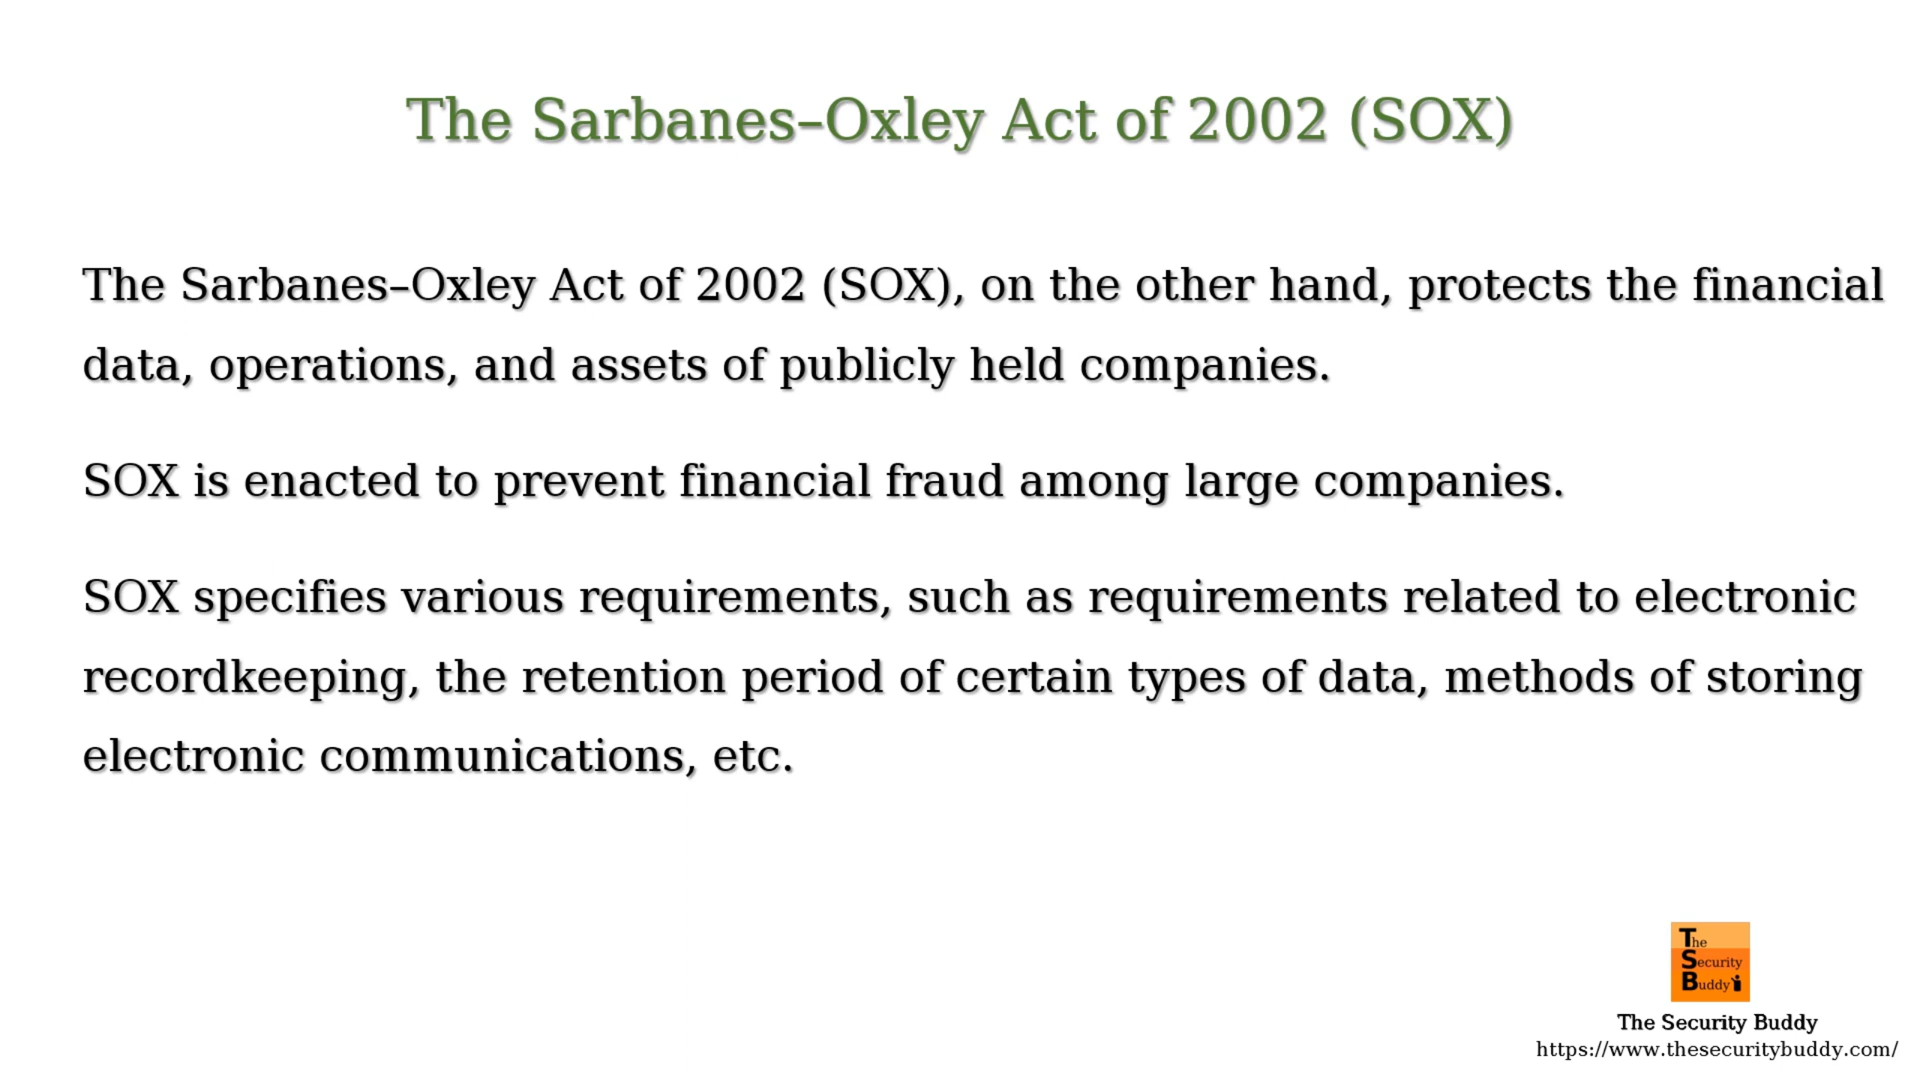 The Sarbanes–Oxley Act of 2002 (SOX)
The Sarbanes–Oxley Act of 2002 (SOX), on the other hand, protects the financial
data, operations, and assets of publicly held companies.
SOX is enacted to prevent financial fraud among large companies.
SOX specifies various requirements, such as requirements related to electronic
recordkeeping, the retention period of certain types of data, methods of storing
electronic communications, etc.
The
Security
Buddy
The Security Buddy
https://www.thesecuritybuddy.com/